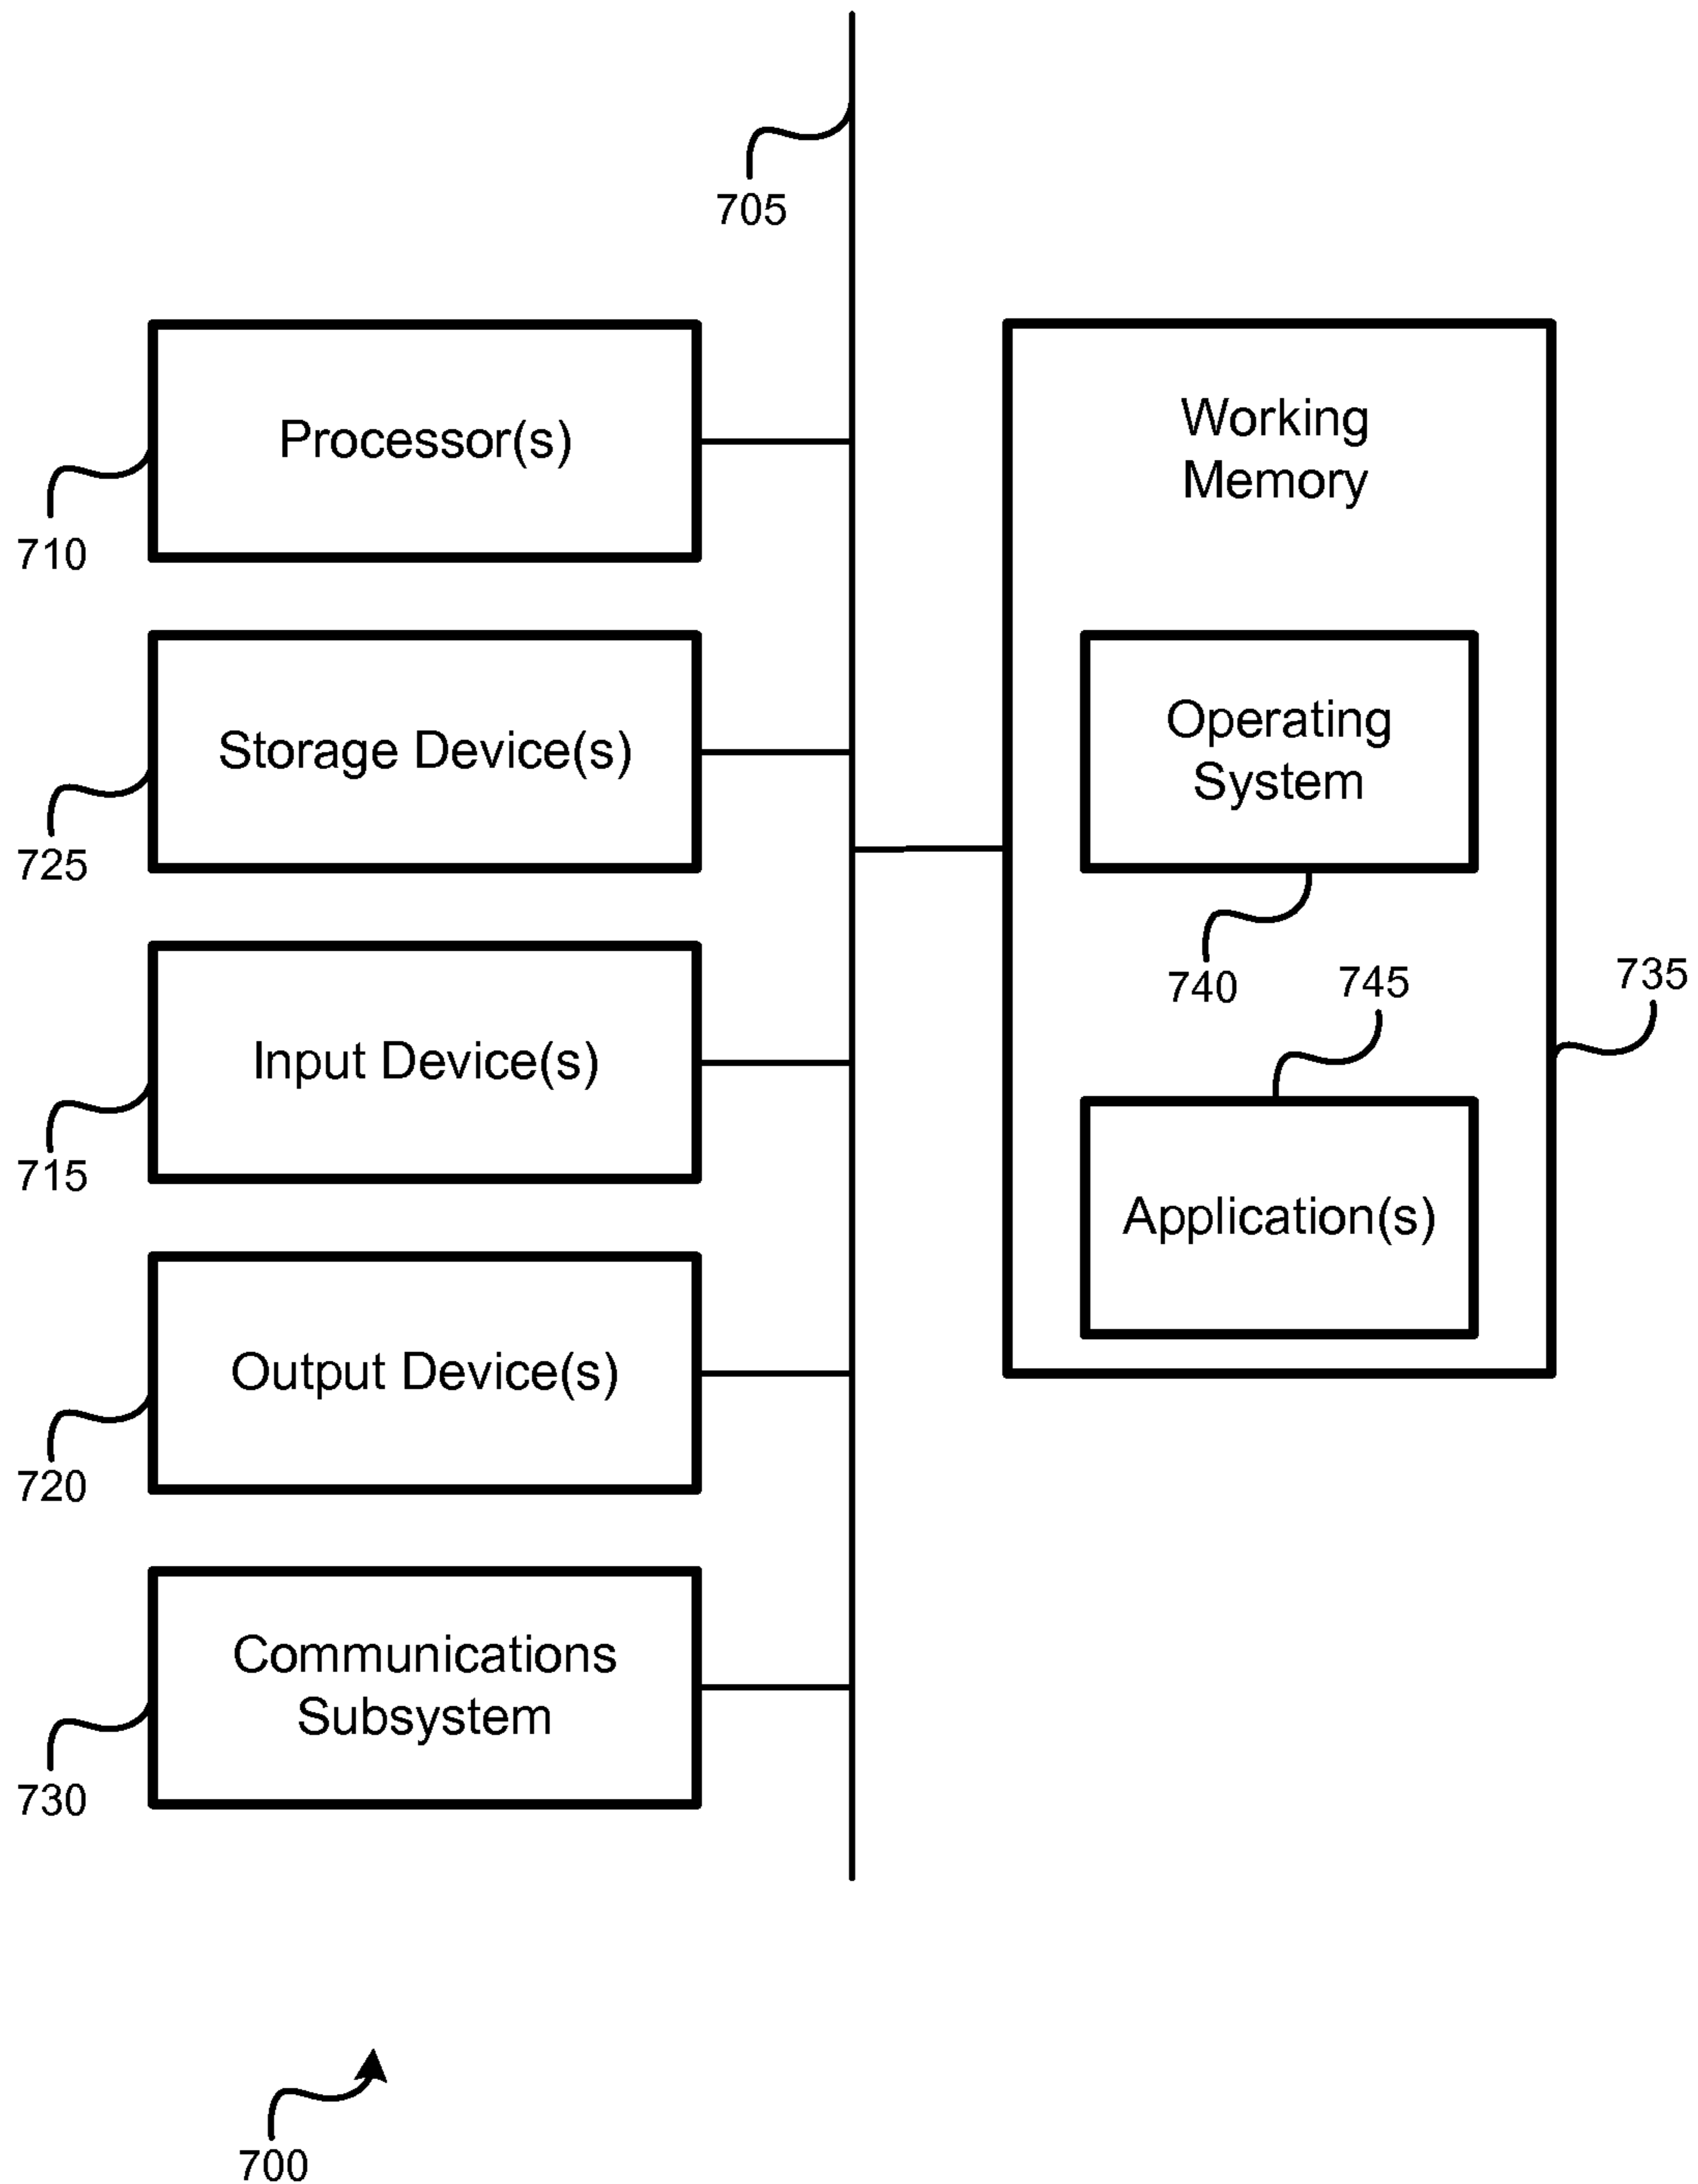 705
Processor(s)
710
Storage Device(s)
725
Input Device(s)
715
Output Device(s)
720
Communications
Subsystem
730
Working
Memory
Operating
System
740
745
735
Application(s)
700